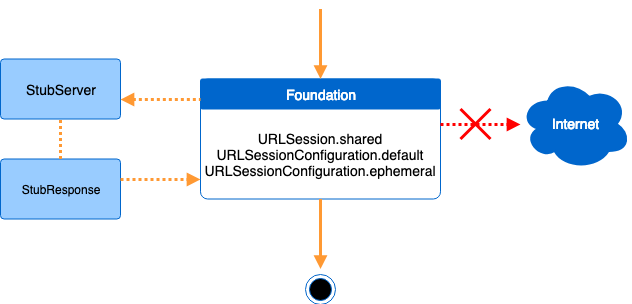 StubServer
StubResponse
Foundation
URLSession.shared
URLSessionConfiguration.default
URLSessionConfiguration.ephemeral
Internet